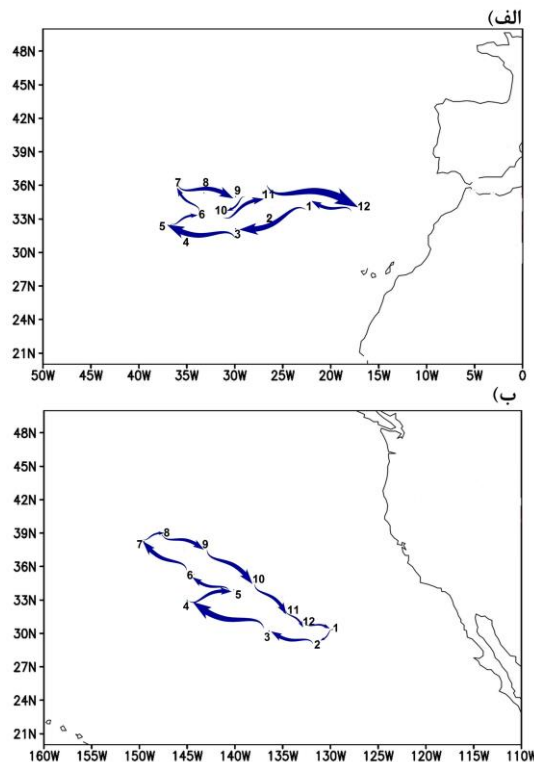 الف)
48N
45N
42N
39N
7 8 9 11
36N
10 1 12
6 2
5 3
33N
4
30N
27N
24N
21N
50W 45W 40W 35W 30W 25W 20W 15W 10W 5W 0
ب)
48N
45N
42N
8
7 9
39N
36N
6 10
5
4 11
33N
12 1
3
2
30N
27N
24N
21N
160W 155W 150W 145W 140W 135W 130W 125W 120W 115W 110W